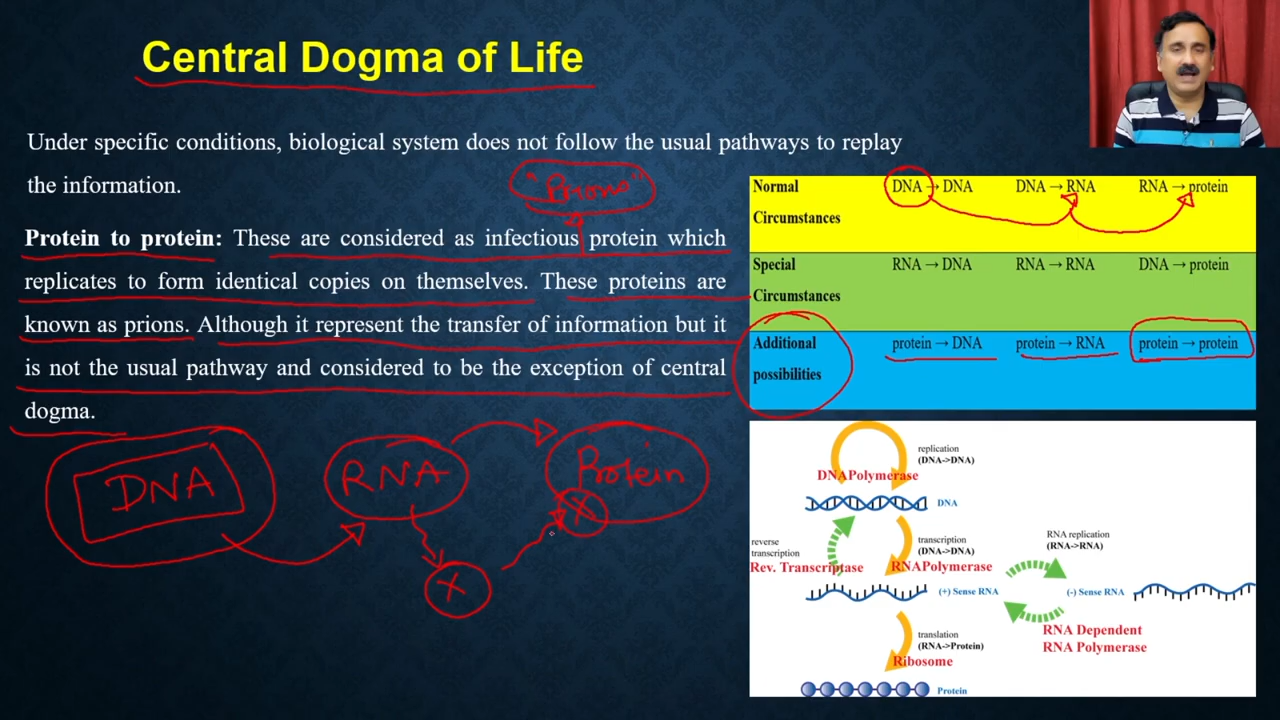 Central Dogma of Life
Under specific conditions, biological system does not follow the usual pathways to replay
the information.
"Prions"
Protein to protein: These are considered as infectious protein which
replicates to form identical copies on themselves. These proteins are
known as prions. Although it represent the transfer of information but it
is not the usual pathway and considered to be the exception of central
dogma.
DNA
RNA
Protein
X
X
Normal Circumstances DNA → DNA DNA → RNA RNA → protein
Special Circumstances RNA → DNA RNA → RNA DNA → protein
Additional possibilities protein → DNA protein → RNA protein → protein
replication
(DNA->DNA)
DNAPolymerase
DNA
reverse
transcription
Rev. Transcriptase
transcription
(DNA->DNA)
RNAPolymerase
RNA replication
(RNA->RNA)
(+) Sense RNA
(-) Sense RNA
RNA Dependent
RNA Polymerase
translation
(RNA->Protein)
Ribosome
Protein